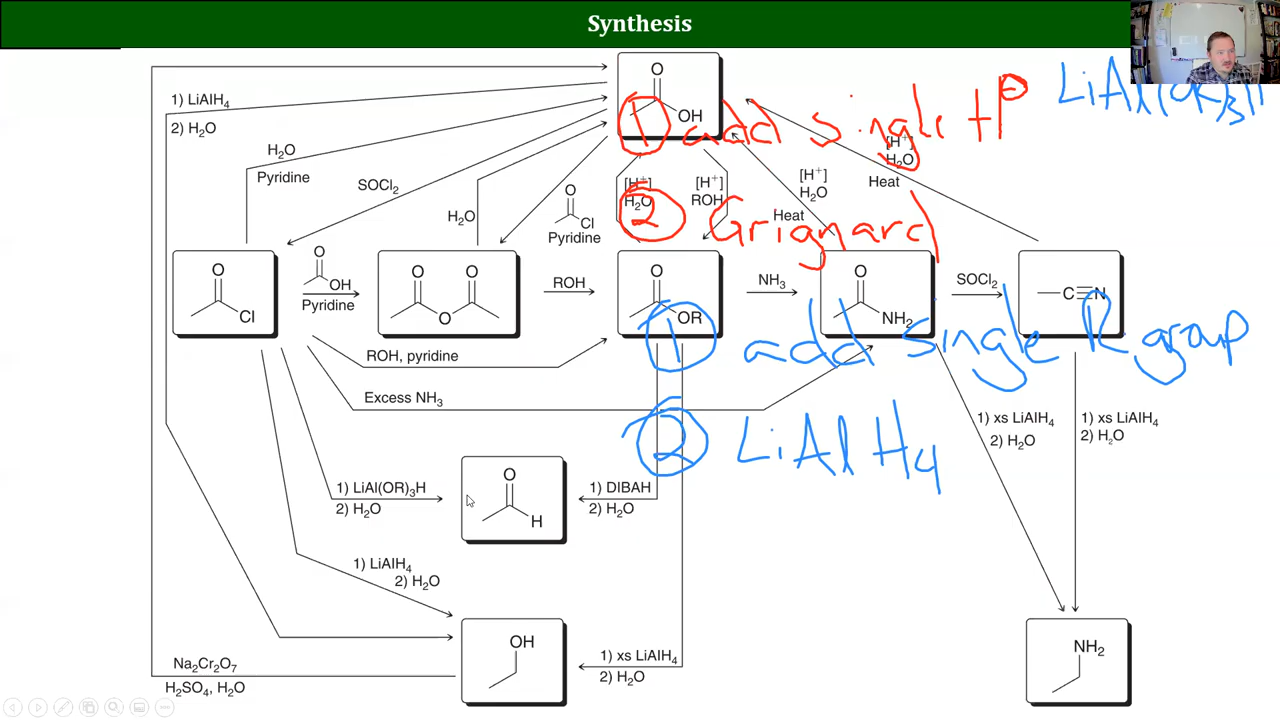 Synthesis
1) LiAlH4
2) H2O
O
OH
① add single H⊖
LiAl(OR)3H
H2O
Pyridine
SOCl2
H2O
O
Cl
Pyridine
[H+]
H2O
[H+]
ROH
[H+]
H2O
Heat
[H+]
H2O
Heat
② Grignard
O
Cl
O
OH
Pyridine
O
O
O
ROH
O
OR
NH3
O
NH2
SOCl2
C≡N
① add single R group
ROH, pyridine
Excess NH3
② LiAlH4
1) xs LiAlH4
2) H2O
1) xs LiAlH4
2) H2O
1) LiAl(OR)3H
2) H2O
O
H
1) DIBAH
2) H2O
1) LiAlH4
2) H2O
Na2Cr2O7
H2SO4, H2O
OH
1) xs LiAlH4
2) H2O
NH2